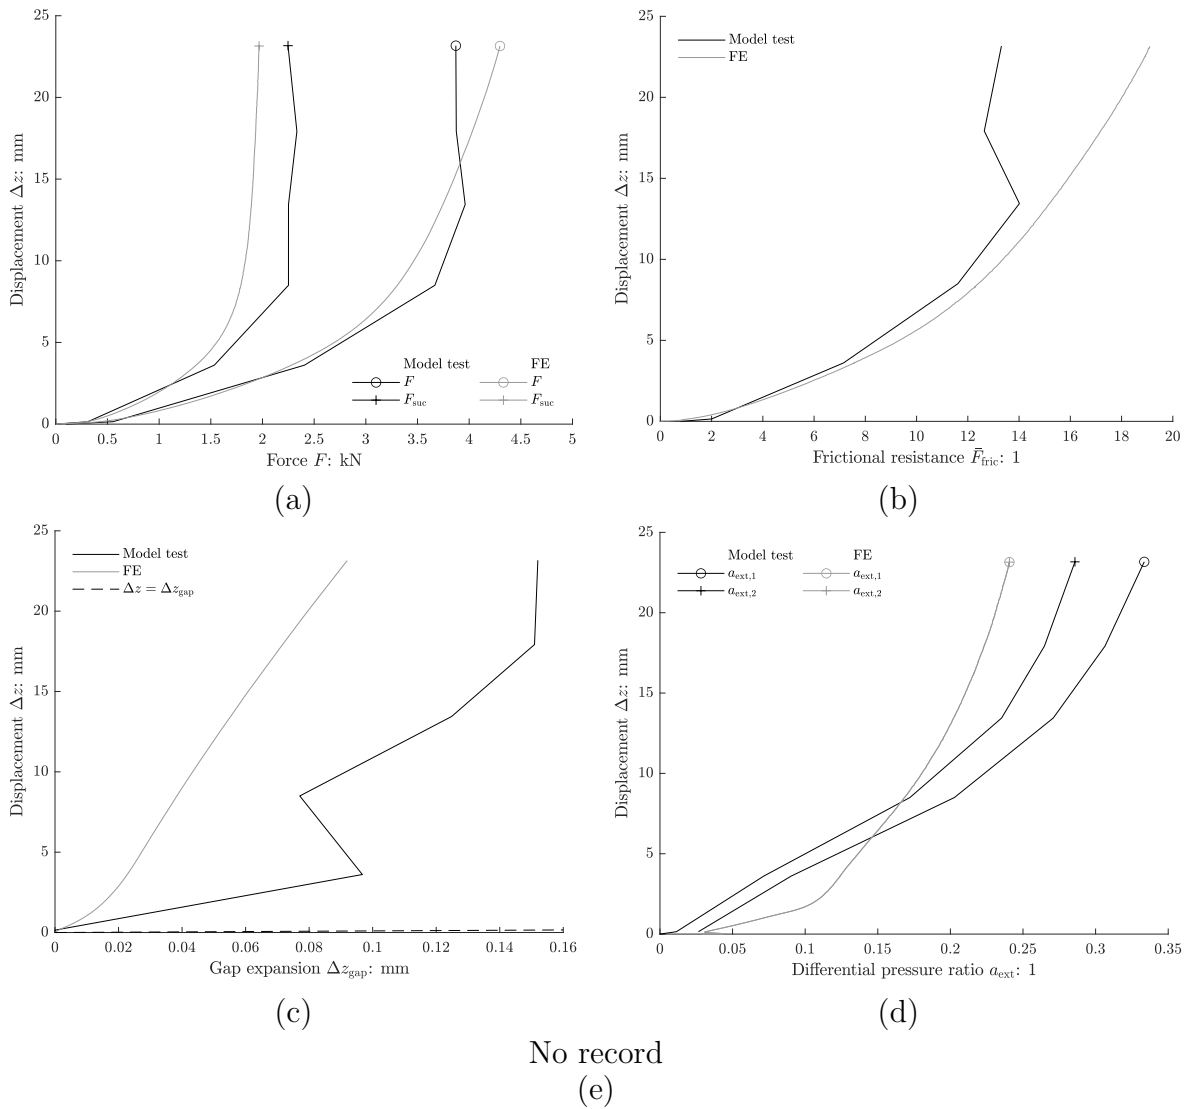 25
20
15
10
5
0
Displacement Δz: mm
0 0.5 1 1.5 2 2.5 3 3.5 4 4.5 5
Force F: kN
Model test FE
F F
F_suc F_suc
(a)
25
20
15
10
5
0
Displacement Δz: mm
Model test
FE
0 2 4 6 8 10 12 14 16 18 20
Frictional resistance F̄_fric: 1
(b)
25
20
15
10
5
0
Displacement Δz: mm
Model test
FE
Δz = Δz_gap
0 0.02 0.04 0.06 0.08 0.1 0.12 0.14 0.16
Gap expansion Δz_gap: mm
(c)
25
20
15
10
5
0
Displacement Δz: mm
Model test FE
a_ext,1 a_ext,1
a_ext,2 a_ext,2
0 0.05 0.1 0.15 0.2 0.25 0.3 0.35
Differential pressure ratio a_ext: 1
(d)
No record
(e)